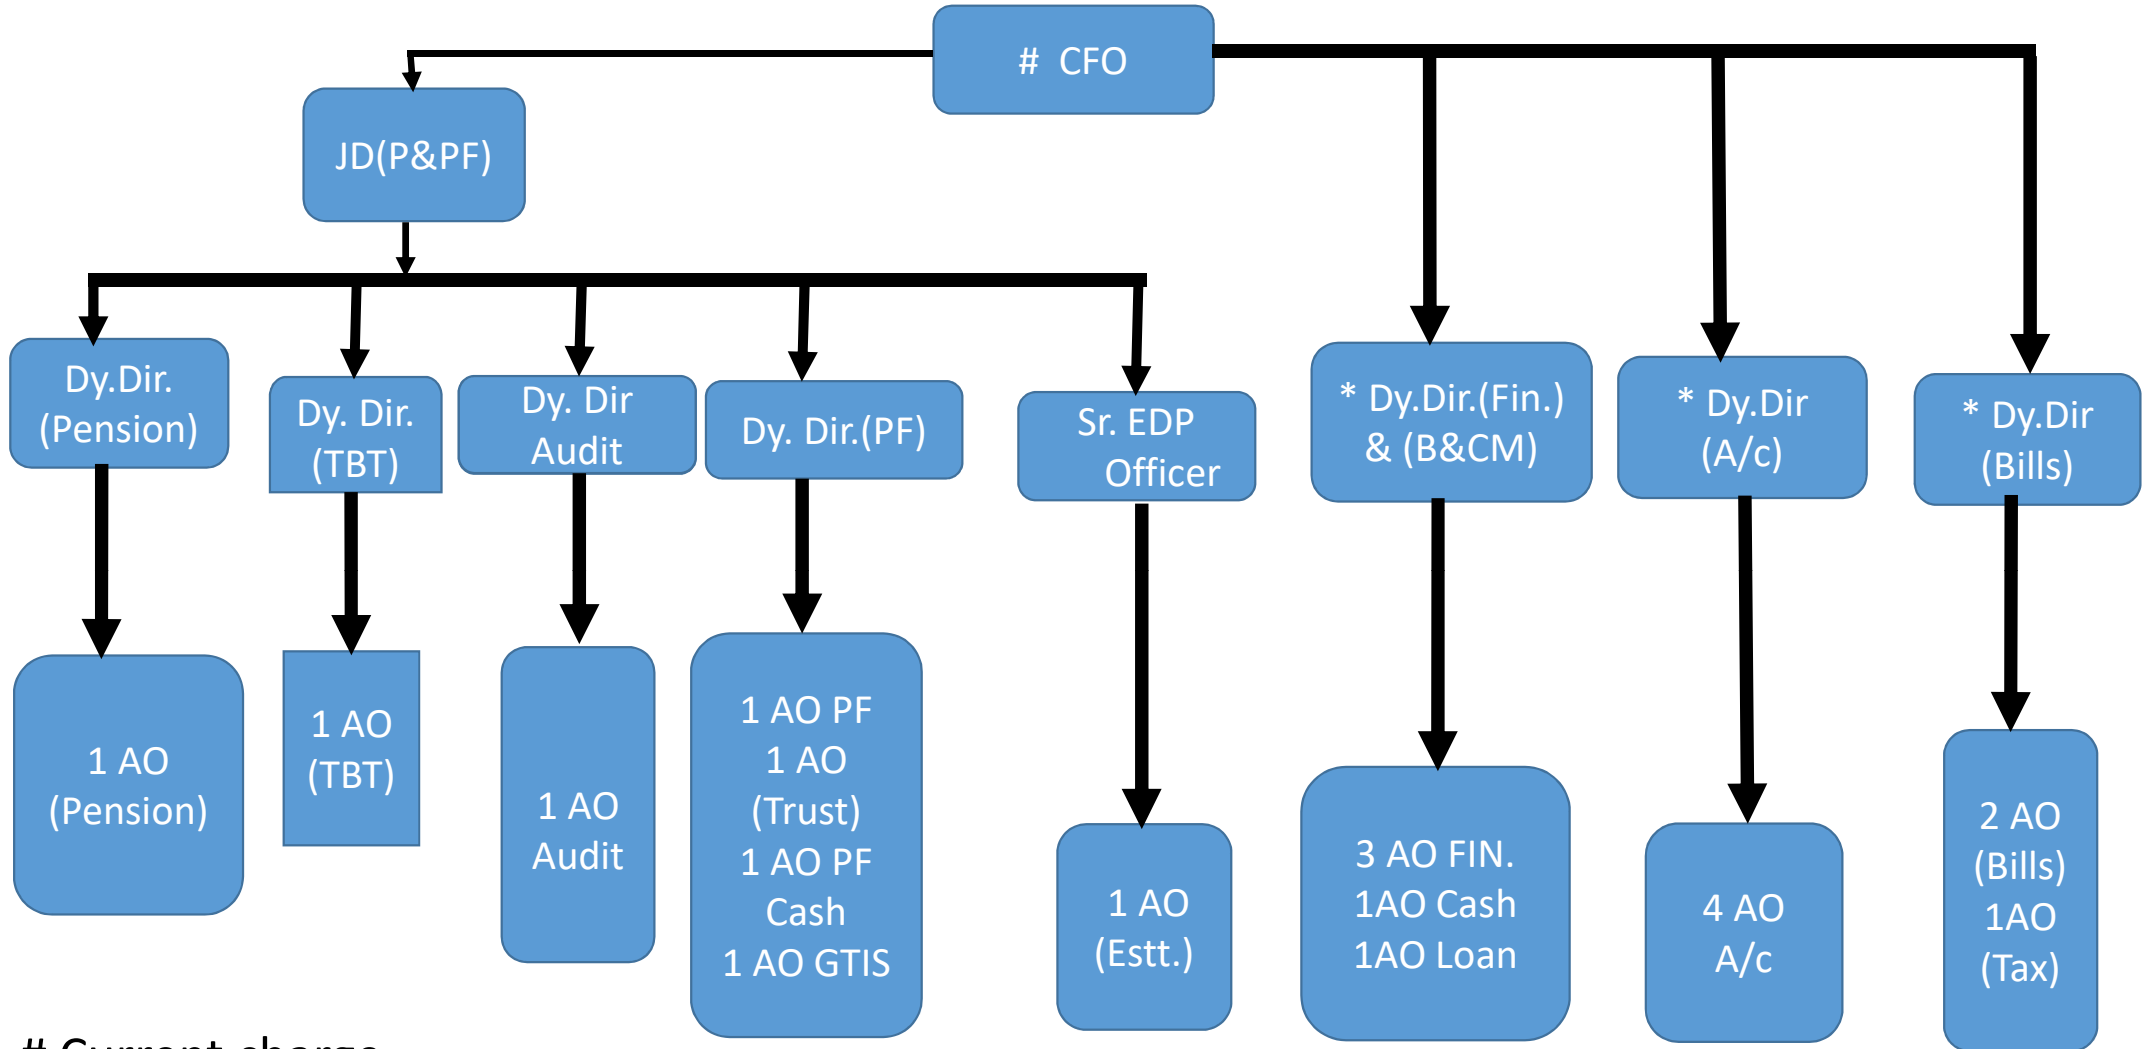 # CFO
JD(P&PF)
Dy.Dir.
(Pension)
Dy. Dir.
(TBT)
Dy. Dir
Audit
Dy. Dir.(PF)
Sr. EDP
Officer
* Dy.Dir.(Fin.)
& (B&CM)
* Dy.Dir
(A/c)
* Dy.Dir
(Bills)
1 AO
(Pension)
1 AO
(TBT)
1 AO
Audit
1 AO PF
1 AO
(Trust)
1 AO PF
Cash
1 AO GTIS
1 AO
(Estt.)
3 AO FIN.
1AO Cash
1AO Loan
4 AO
A/c
2 AO
(Bills)
1AO
(Tax)
# Current charge